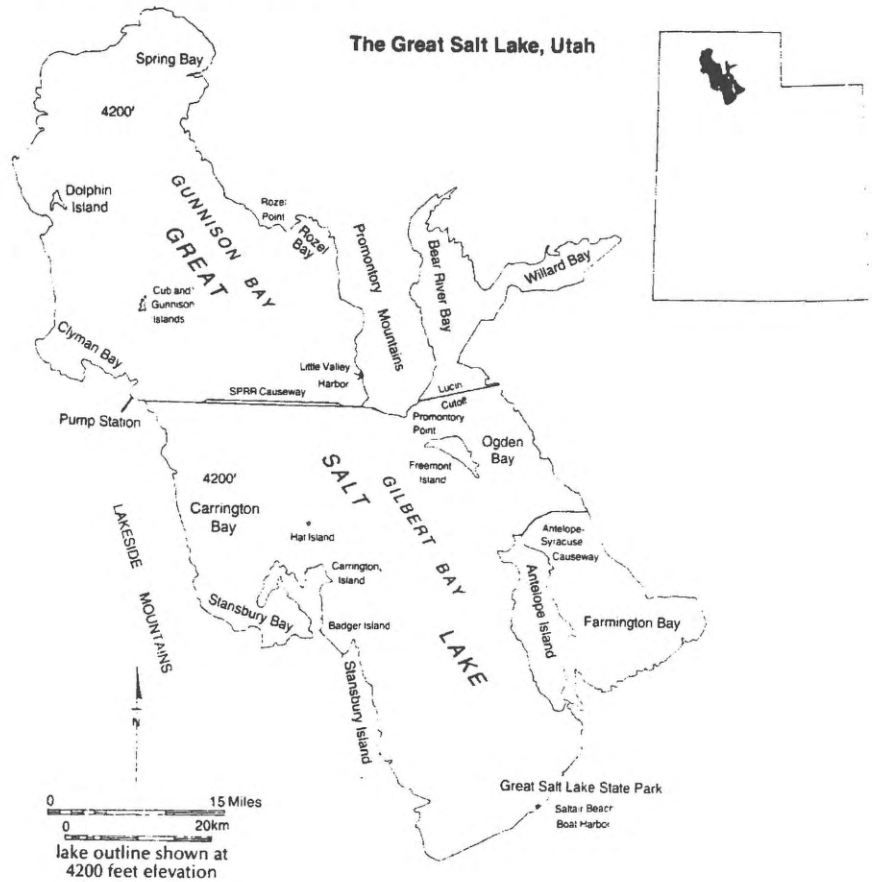 The Great Salt Lake, Utah
Spring Bay
4200'
Dolphin
Island
GUNNISON BAY
GREAT
Rozel
Point
Rozel
Bay
Promontory
Mountains
Bear River Bay
Willard Bay
Cub and
Gunnison
Islands
Clyman Bay
Little Valley
Harbor
SPRR Causeway
Lucin
Cutoff
Pump Station
Promontory
Point
Ogden
Bay
Freemont
Island
SALT
GILBERT BAY
4200'
Carrington
Bay
LAKESIDE
MOUNTAINS
Hat Island
Antelope-
Syracuse
Causeway
Carrington,
Island
Stansbury Bay
Badger Island
Antelope Island
Farmington Bay
LAKE
Stansbury Island
N
Great Salt Lake State Park
Saltair Beach
Boat Harbor
0 15 Miles
0 20km
lake outline shown at
4200 feet elevation